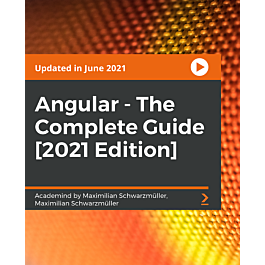 Updated in June 2021
Angular - The
Complete Guide
[2021 Edition]
Academind by Maximilian Schwarzmüller,
Maximilian Schwarzmüller